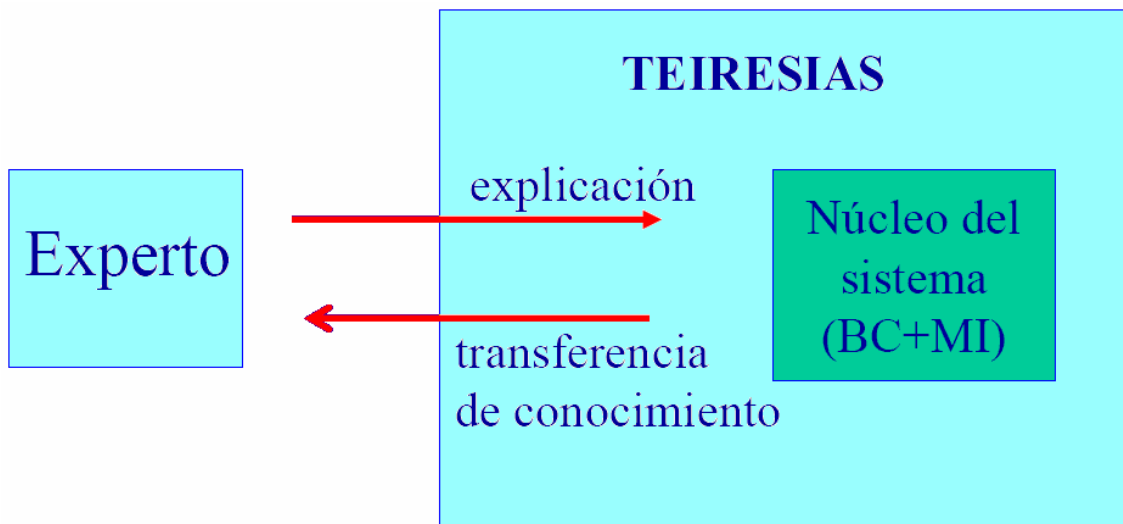 TEIRESIAS
Experto
explicación
Núcleo del
sistema
(BC+MI)
transferencia
de conocimiento